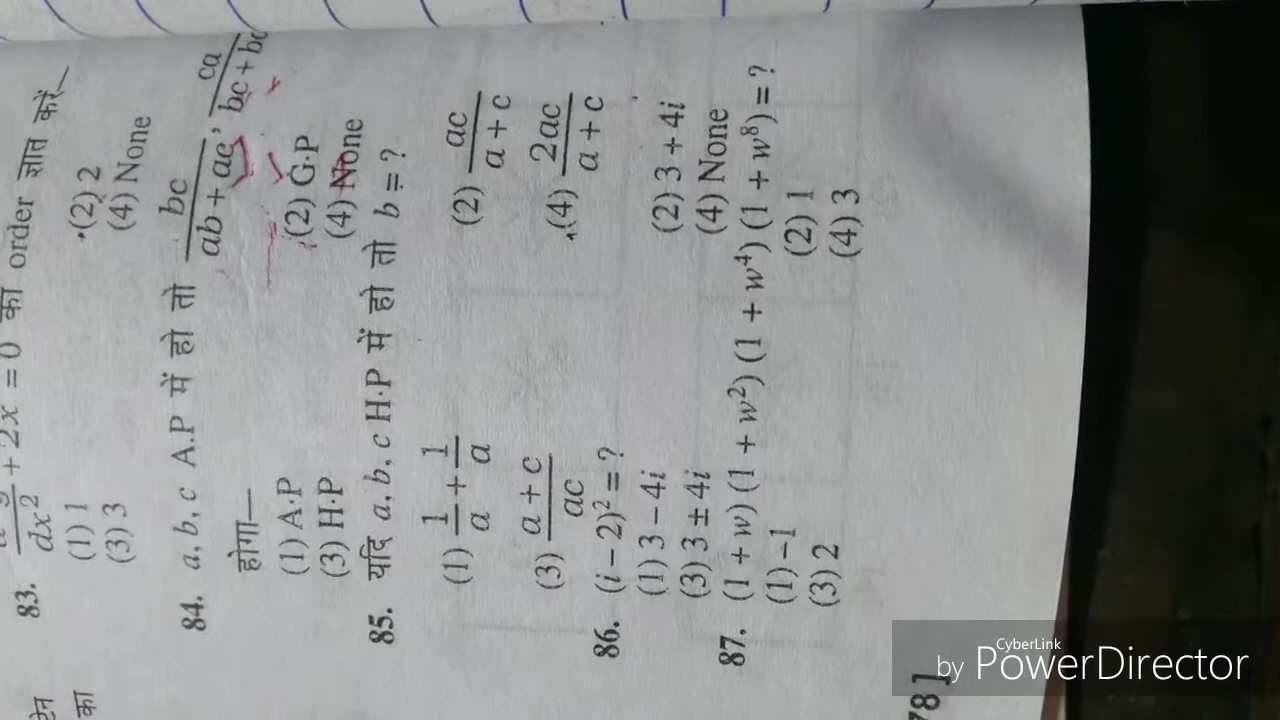 83. d²y/dx² + 2x = 0 का order ज्ञात करें—
(1) 1 (2) 2
(3) 3 (4) None
84. a, b, c A.P में हो तो bc/(ab + ac), ca/(bc + ba
होगा—
(1) A·P (2) G·P
(3) H·P (4) None
85. यदि a, b, c H·P में हो तो b = ?
(1) 1/a + 1/a (2) ac/(a + c)
(3) (a + c)/ac (4) 2ac/(a + c)
86. (i – 2)² = ?
(1) 3 – 4i (2) 3 + 4i
(3) 3 ± 4i (4) None
87. (1 + w) (1 + w²) (1 + w⁴) (1 + w⁸) = ?
(1) –1 (2) 1
(3) 2 (4) 3
का
78]
by CyberLink PowerDirector